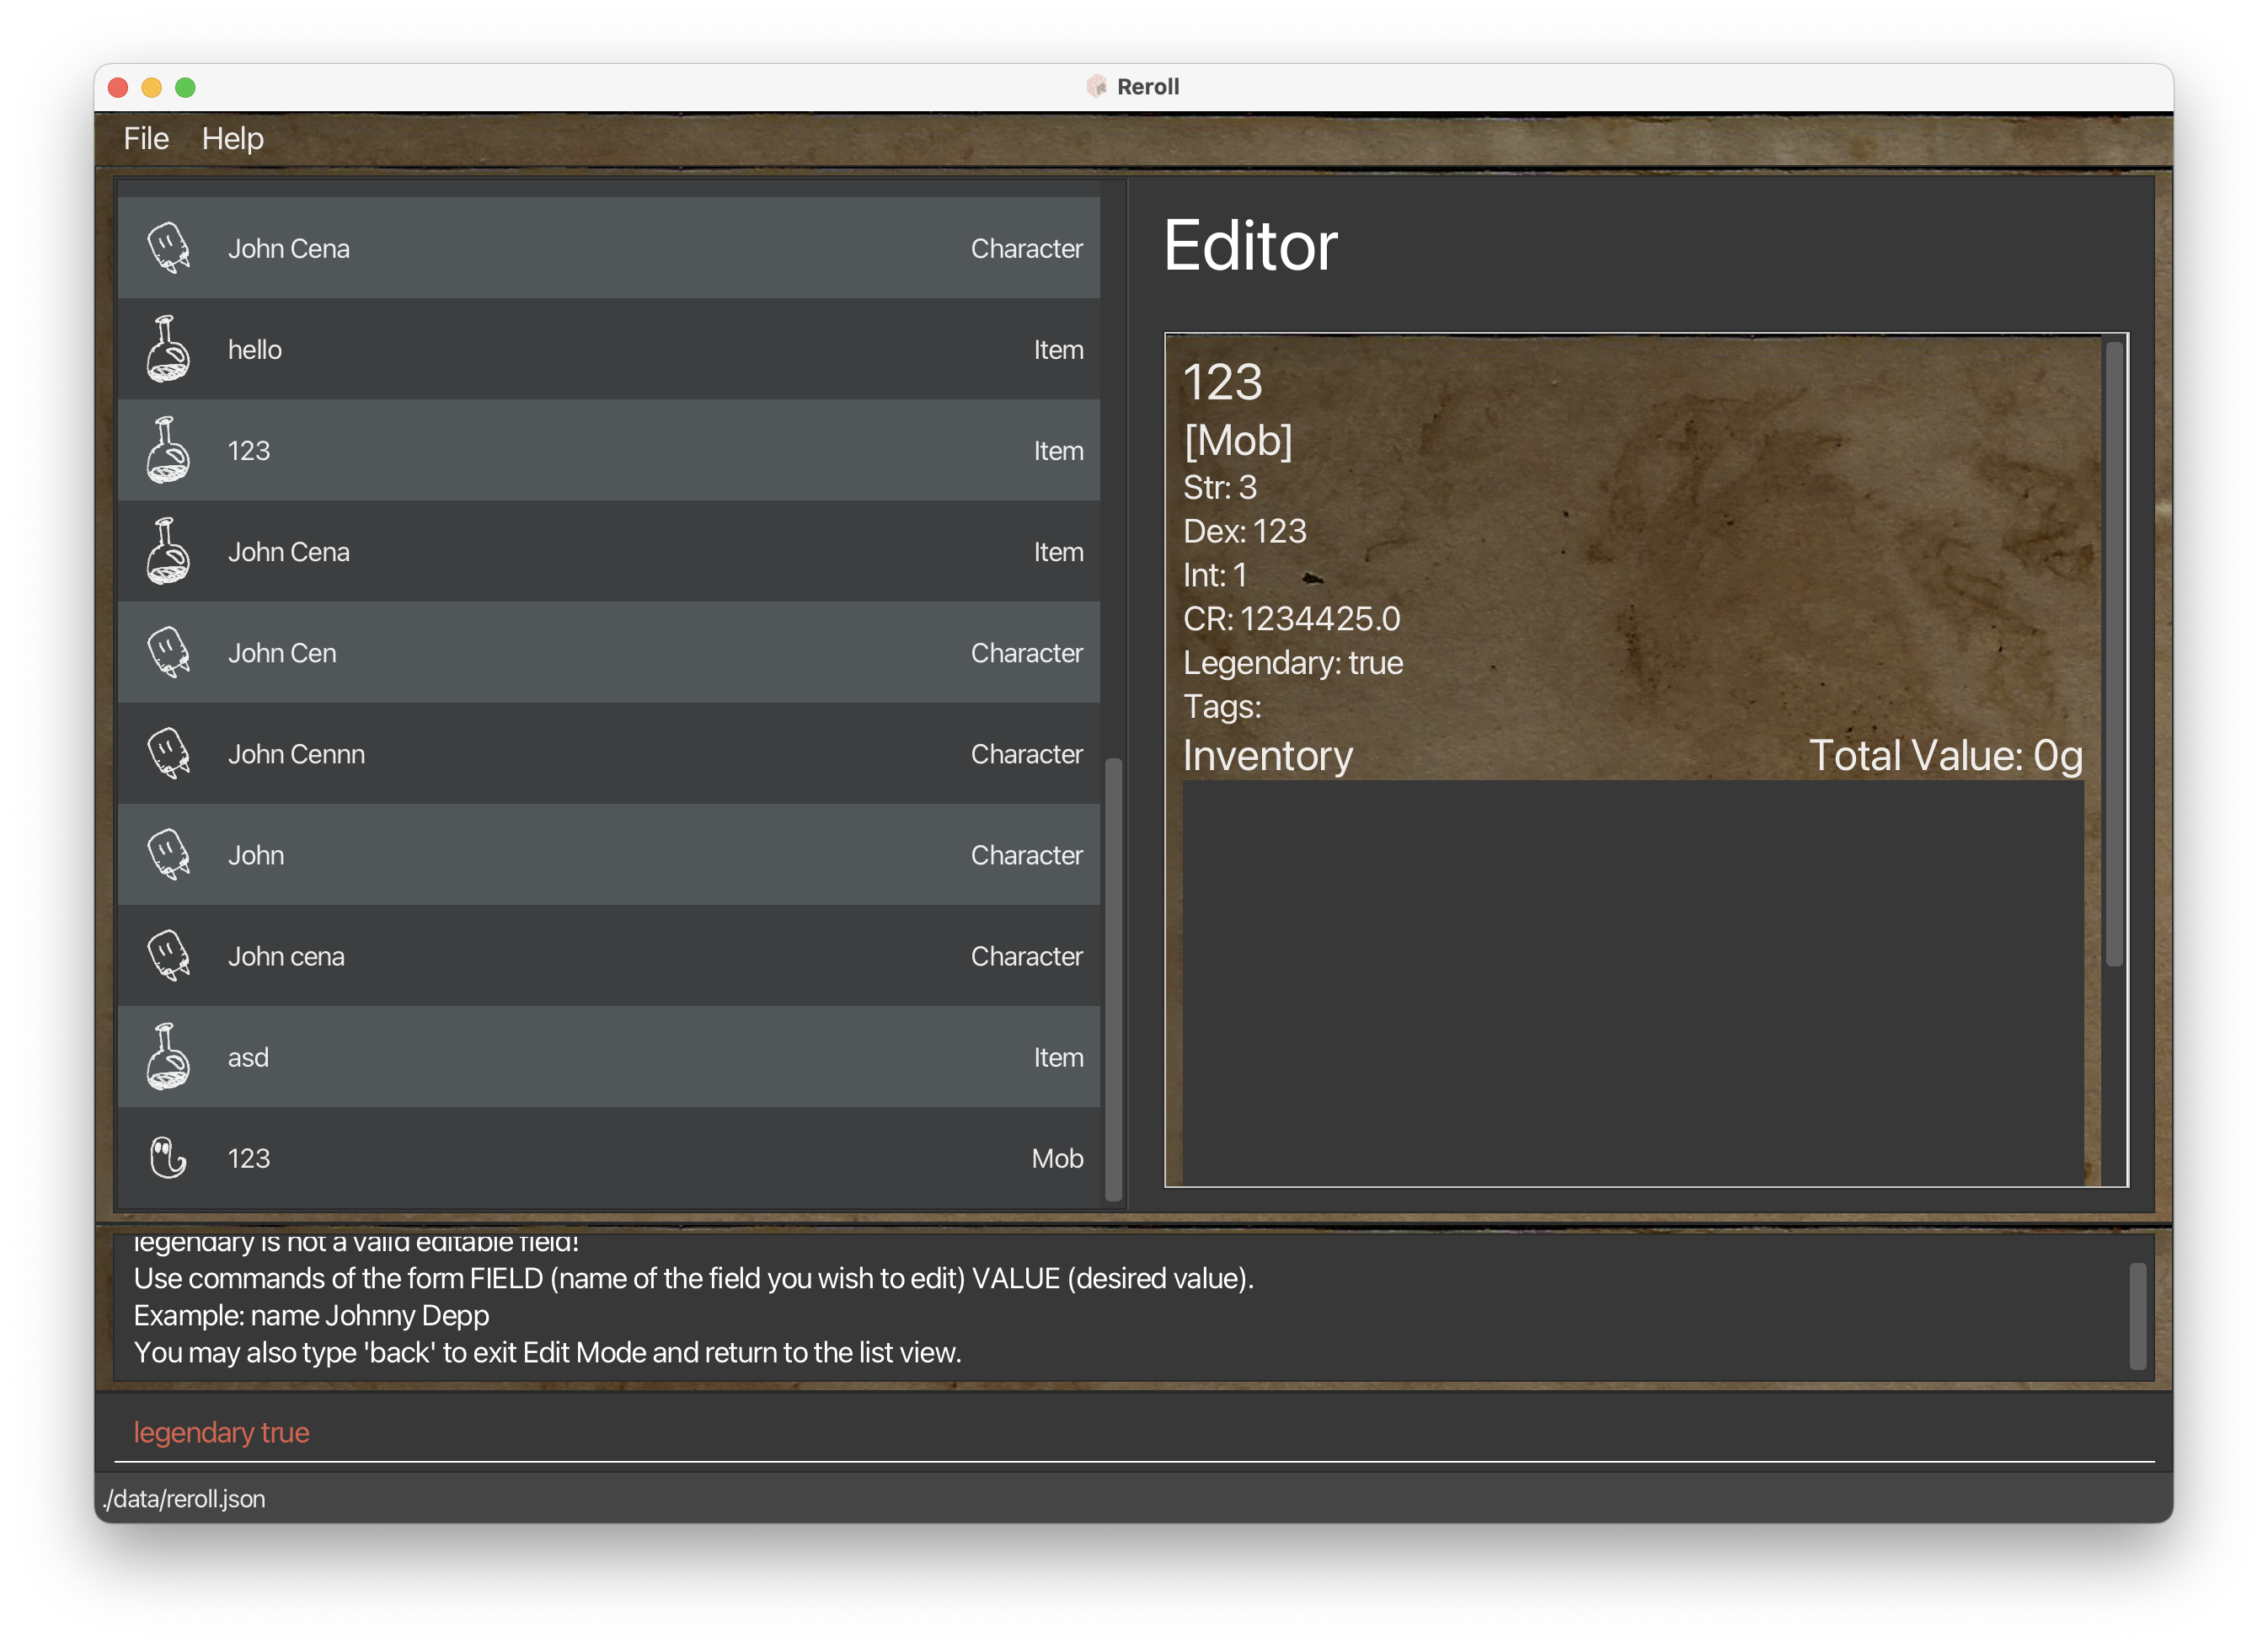 Reroll
File Help
John Cena Character
hello Item
123 Item
John Cena Item
John Cen Character
John Cennn Character
John Character
John cena Character
asd Item
123 Mob
Editor
123
[Mob]
Str: 3
Dex: 123
Int: 1
CR: 1234425.0
Legendary: true
Tags:
Inventory Total Value: 0g
legendary is not a valid editable field!
Use commands of the form FIELD (name of the field you wish to edit) VALUE (desired value).
Example: name Johnny Depp
You may also type 'back' to exit Edit Mode and return to the list view.
legendary true
./data/reroll.json